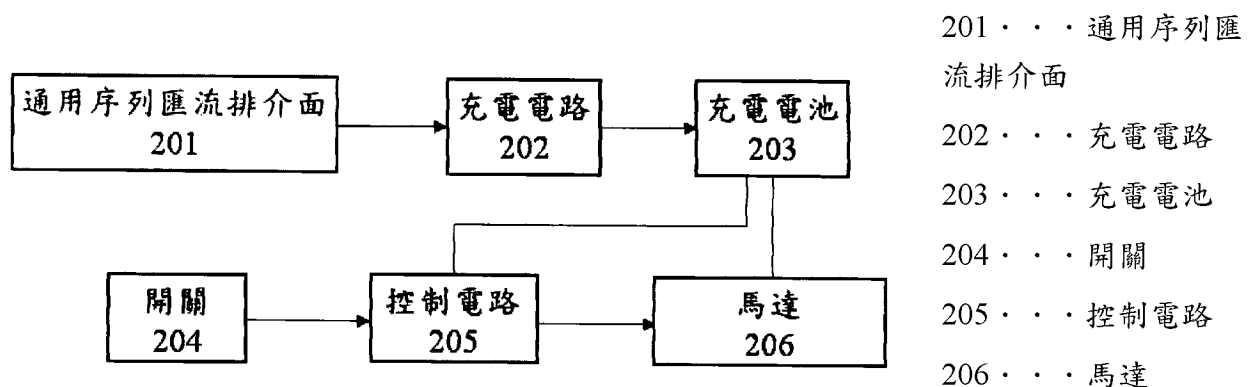 通用序列匯流排介面
201
充電電路
202
充電電池
203
開關
204
控制電路
205
馬達
206
201···通用序列匯
流排介面
202···充電電路
203···充電電池
204···開關
205···控制電路
206···馬達